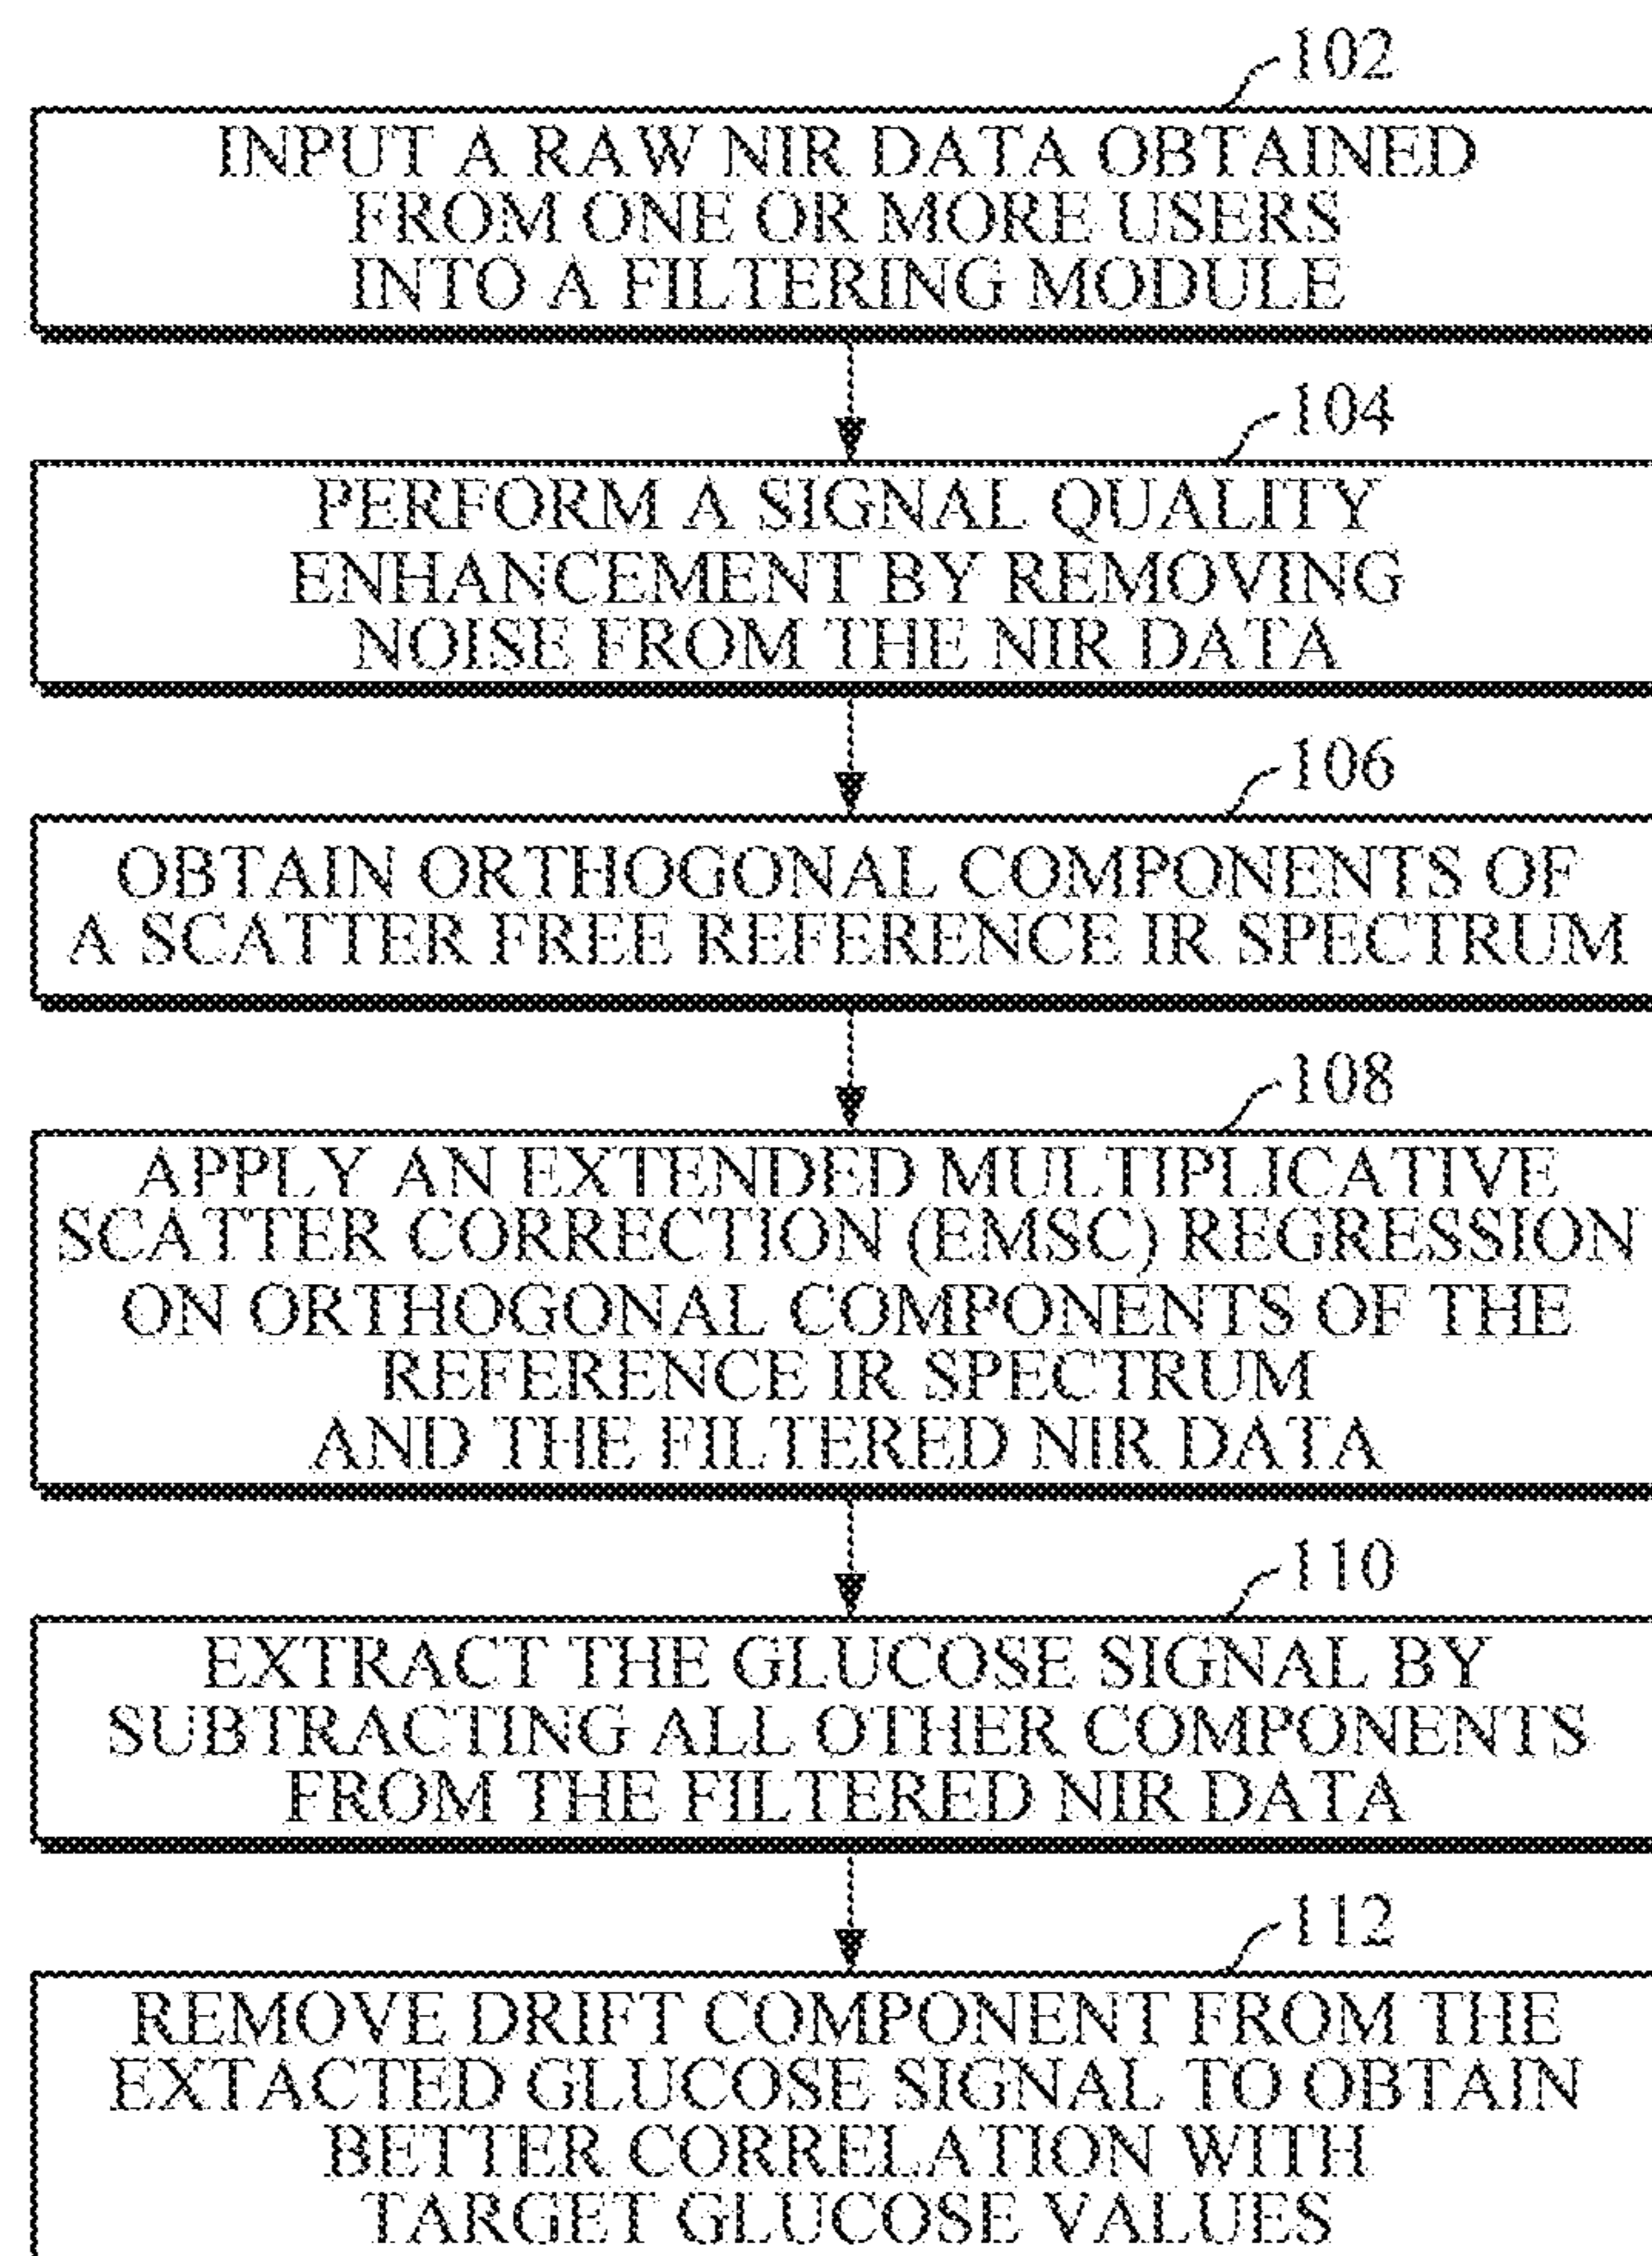 102
INPUT A RAW NIR DATA OBTAINED
FROM ONE OR MORE USERS
INTO A FILTERING MODULE
104
PERFORM A SIGNAL QUALITY
ENHANCEMENT BY REMOVING
NOISE FROM THE NIR DATA
106
OBTAIN ORTHOGONAL COMPONENTS OF
A SCATTER FREE REFERENCE IR SPECTRUM
108
APPLY AN EXTENDED MULTIPLICATIVE
SCATTER CORRECTION (EMSC) REGRESSION
ON ORTHOGONAL COMPONENTS OF THE
REFERENCE IR SPECTRUM
AND THE FILTERED NIR DATA
110
EXTRACT THE GLUCOSE SIGNAL BY
SUBTRACTING ALL OTHER COMPONENTS
FROM THE FILTERED NIR DATA
112
REMOVE DRIFT COMPONENT FROM THE
EXTACTED GLUCOSE SIGNAL TO OBTAIN
BETTER CORRELATION WITH
TARGET GLUCOSE VALUES